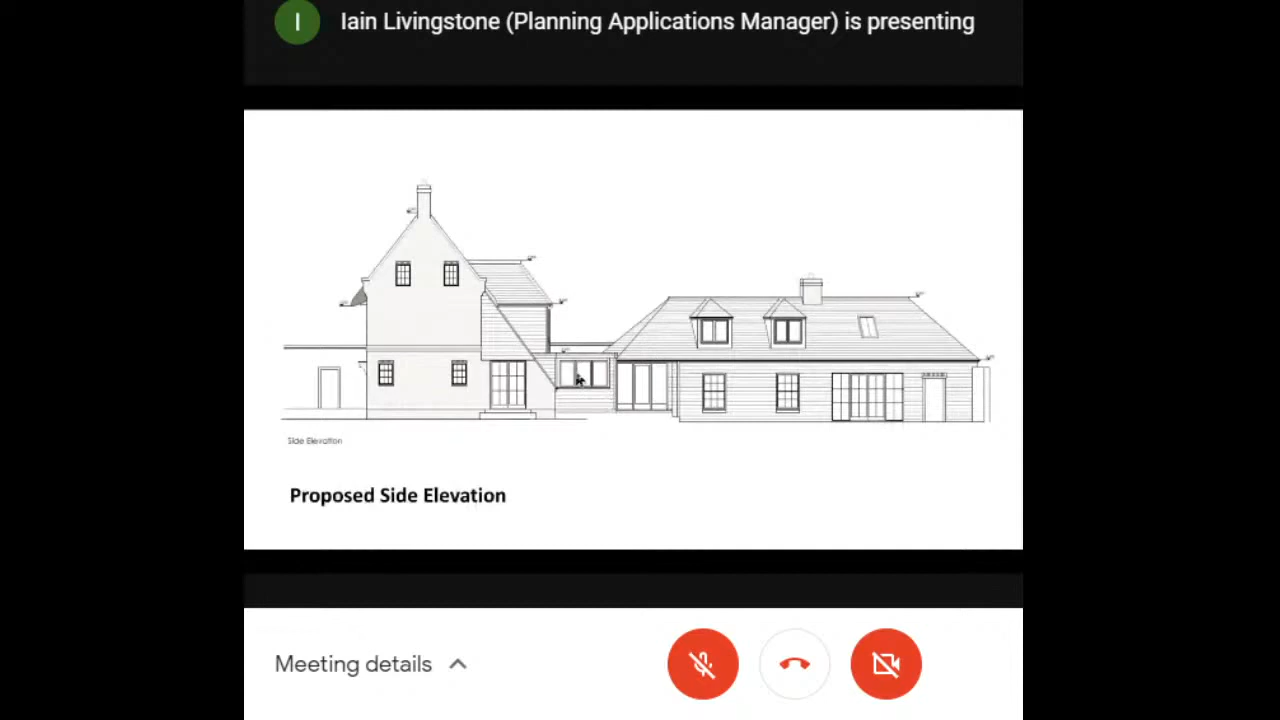 I
Iain Livingstone (Planning Applications Manager) is presenting
Side Elevation
Proposed Side Elevation
Meeting details